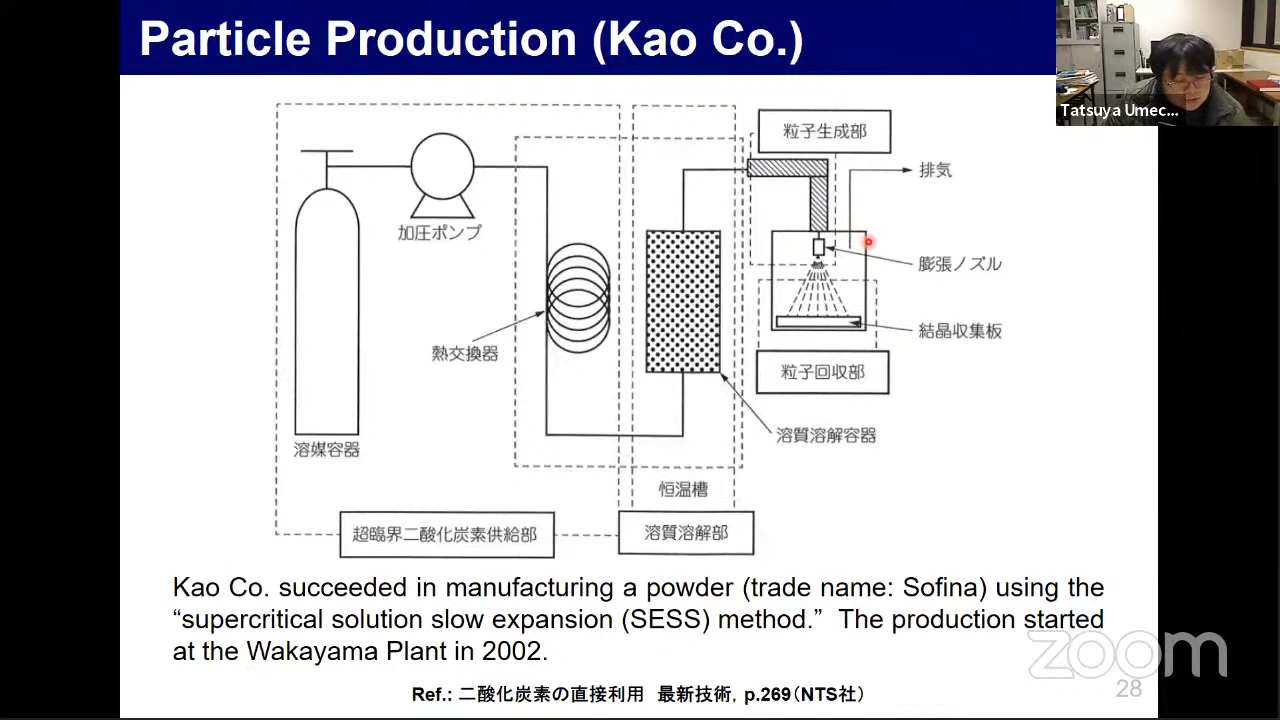 Particle Production (Kao Co.)
Tatsuya Umec...
粒子生成部
排気
加圧ポンプ
膨張ノズル
結晶収集板
熱交換器
粒子回収部
溶質溶解容器
溶媒容器
恒温槽
超臨界二酸化炭素供給部
溶質溶解部
Kao Co. succeeded in manufacturing a powder (trade name: Sofina) using the
“supercritical solution slow expansion (SESS) method.” The production started
at the Wakayama Plant in 2002.
zoom
28
Ref.: 二酸化炭素の直接利用 最新技術, p.269（NTS社）